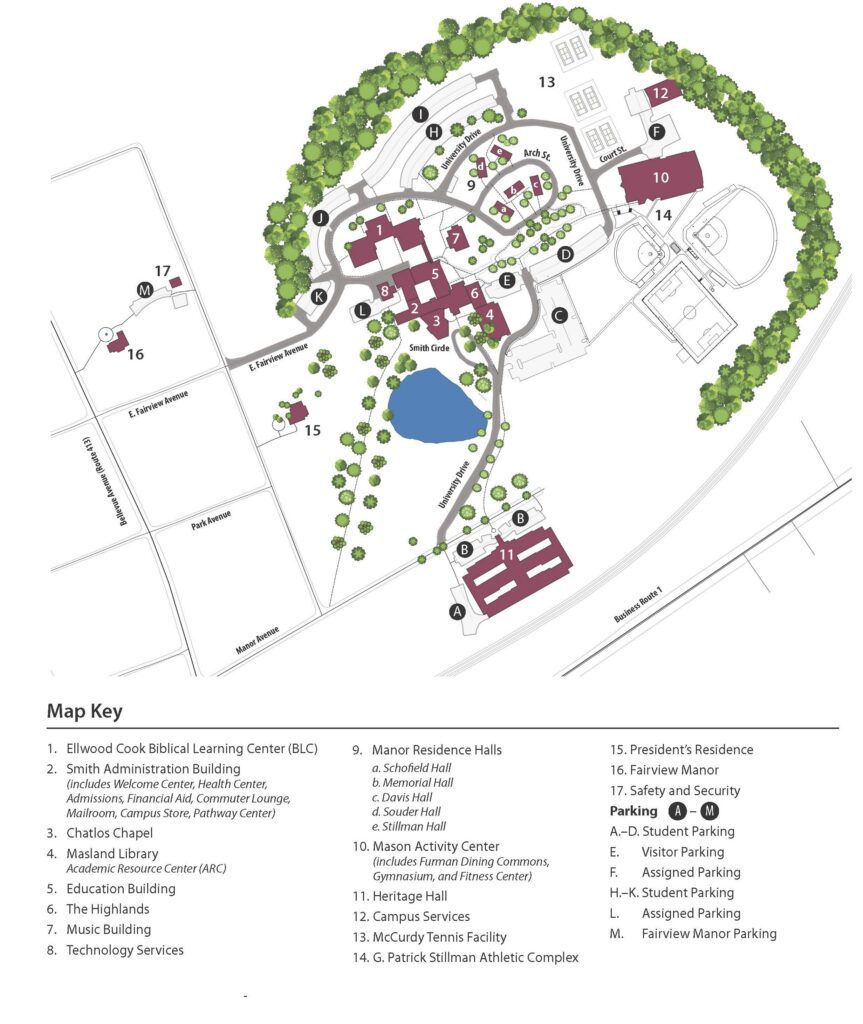 13
12
I
H
F
University Drive
e
d
Arch St.
University Drive
Court St.
9
b
c
a
10
J
14
1
7
D
17
5
E
M
K
8
6
L
2
3
4
C
Smith Circle
16
E. Fairview Avenue
E. Fairview Avenue
15
Bellevue Avenue (Route 413)
University Drive
Park Avenue
B
B
11
A
Business Route 1
Manor Avenue
Map Key
1. Ellwood Cook Biblical Learning Center (BLC)
2. Smith Administration Building
(includes Welcome Center, Health Center,
Admissions, Financial Aid, Commuter Lounge,
Mailroom, Campus Store, Pathway Center)
3. Chatlos Chapel
4. Masland Library
Academic Resource Center (ARC)
5. Education Building
6. The Highlands
7. Music Building
8. Technology Services
9. Manor Residence Halls
a. Schofield Hall
b. Memorial Hall
c. Davis Hall
d. Souder Hall
e. Stillman Hall
10. Mason Activity Center
(includes Furman Dining Commons,
Gymnasium, and Fitness Center)
11. Heritage Hall
12. Campus Services
13. McCurdy Tennis Facility
14. G. Patrick Stillman Athletic Complex
15. President's Residence
16. Fairview Manor
17. Safety and Security
Parking A – M
A.–D. Student Parking
E. Visitor Parking
F. Assigned Parking
H.–K. Student Parking
L. Assigned Parking
M. Fairview Manor Parking
-